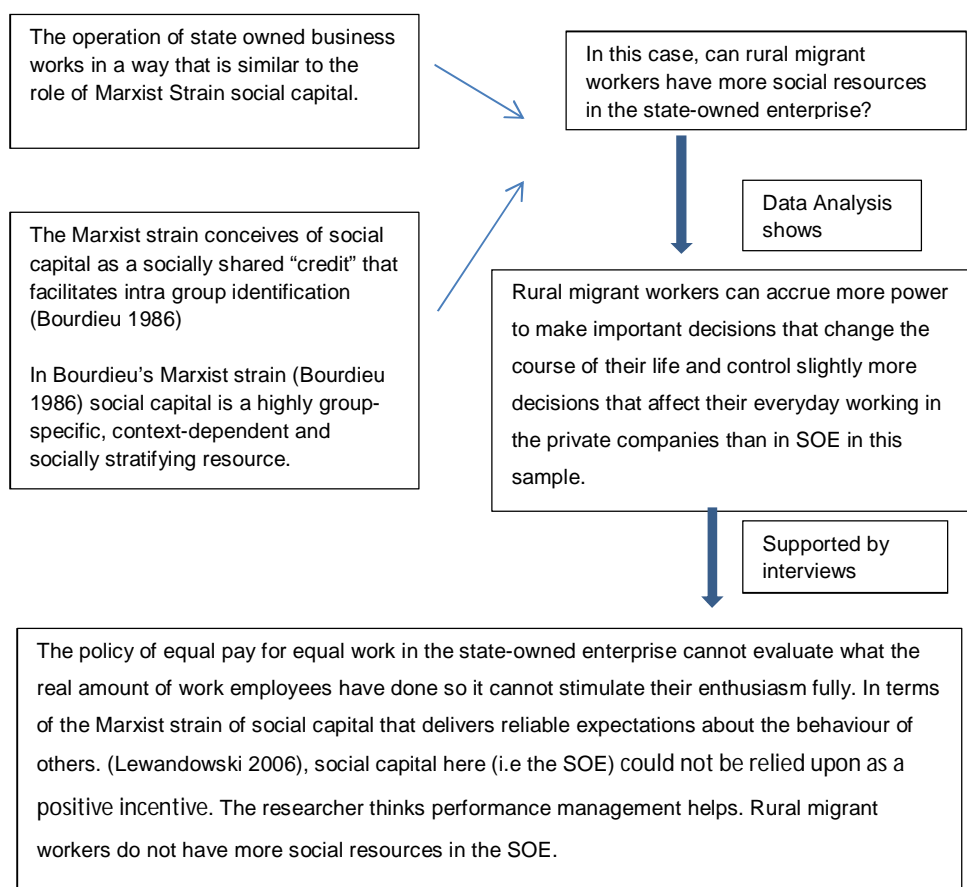 The operation of state owned business
works in a way that is similar to the
role of Marxist Strain social capital.
In this case, can rural migrant
workers have more social resources
in the state-owned enterprise?
The Marxist strain conceives of social
capital as a socially shared “credit” that
facilitates intra group identification
(Bourdieu 1986)
In Bourdieu’s Marxist strain (Bourdieu
1986) social capital is a highly group-
specific, context-dependent and
socially stratifying resource.
Data Analysis
shows
Rural migrant workers can accrue more power
to make important decisions that change the
course of their life and control slightly more
decisions that affect their everyday working in
the private companies than in SOE in this
sample.
Supported by
interviews
The policy of equal pay for equal work in the state-owned enterprise cannot evaluate what the
real amount of work employees have done so it cannot stimulate their enthusiasm fully. In terms
of the Marxist strain of social capital that delivers reliable expectations about the behaviour of
others. (Lewandowski 2006), social capital here (i.e the SOE) could not be relied upon as a
positive incentive. The researcher thinks performance management helps. Rural migrant
workers do not have more social resources in the SOE.